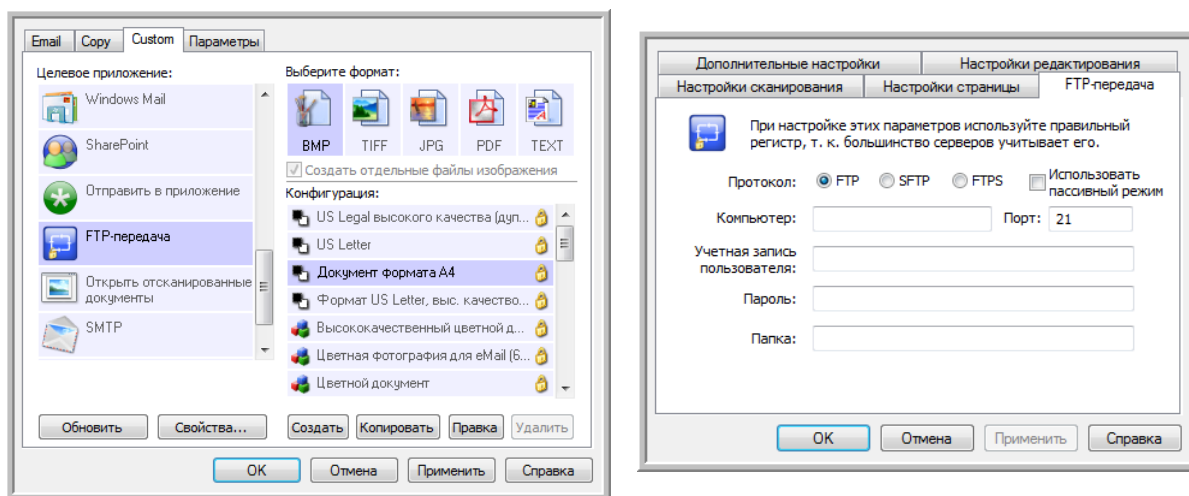 Email
Copy
Custom
Параметры
Целевое приложение:
Windows Mail
SharePoint
Отправить в приложение
FTP-передача
Открыть отсканированные
документы
SMTP
Обновить
Свойства...
Выберите формат:
BMP
TIFF
JPG
PDF
TEXT
Создать отдельные файлы изображения
Конфигурация:
US Legal высокого качества (дуп...
US Letter
Документ формата A4
Формат US Letter, выс. качество...
Высококачественный цветной д...
Цветная фотография для eMail (6...
Цветной документ
Создать
Копировать
Правка
Удалить
OK
Отмена
Применить
Справка
Дополнительные настройки
Настройки редактирования
Настройки сканирования
Настройки страницы
FTP-передача
При настройке этих параметров используйте правильный
регистр, т. к. большинство серверов учитывает его.
Протокол:
FTP
SFTP
FTPS
Использовать
пассивный режим
Компьютер:
Порт:
21
Учетная запись
пользователя:
Пароль:
Папка:
OK
Отмена
Применить
Справка